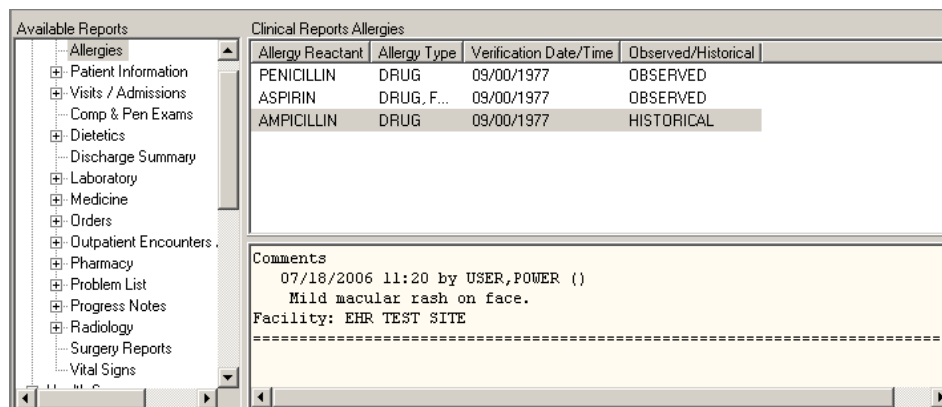 Available Reports
Allergies
Patient Information
Visits / Admissions
Comp & Pen Exams
Dietetics
Discharge Summary
Laboratory
Medicine
Orders
Outpatient Encounters
Pharmacy
Problem List
Progress Notes
Radiology
Surgery Reports
Vital Signs
Clinical Reports Allergies
Allergy Reactant Allergy Type Verification Date/Time Observed/Historical
PENICILLIN DRUG 09/00/1977 OBSERVED
ASPIRIN DRUG, F... 09/00/1977 OBSERVED
AMPICILLIN DRUG 09/00/1977 HISTORICAL
Comments
07/18/2006 11:20 by USER,POWER ()
Mild macular rash on face.
Facility: EHR TEST SITE